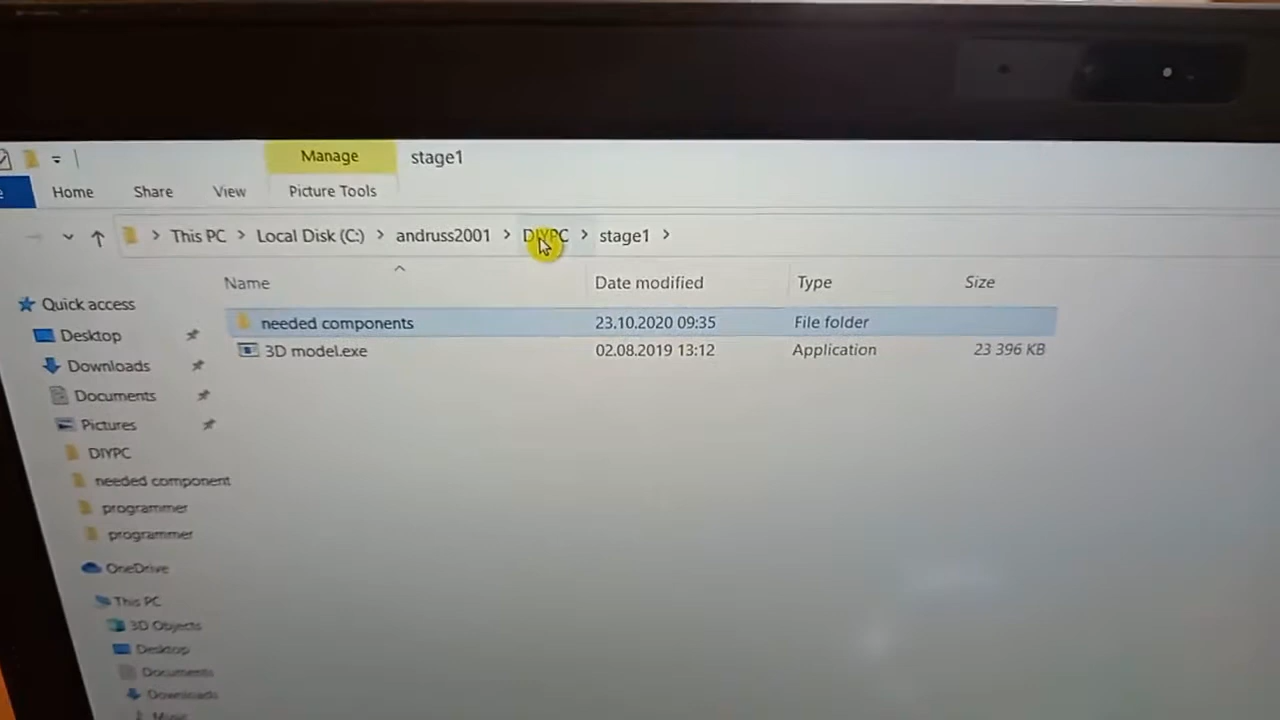 Manage stage1
Home Share View Picture Tools
This PC > Local Disk (C:) > andruss2001 > DIYPC > stage1 >
Name Date modified Type Size
Quick access
needed components 23.10.2020 09:35 File folder
Desktop
3D model.exe 02.08.2019 13:12 Application 23 396 KB
Downloads
Documents
Pictures
DIYPC
needed component
programmer
programmer
OneDrive
This PC
3D Objects
Desktop
Documents
Downloads